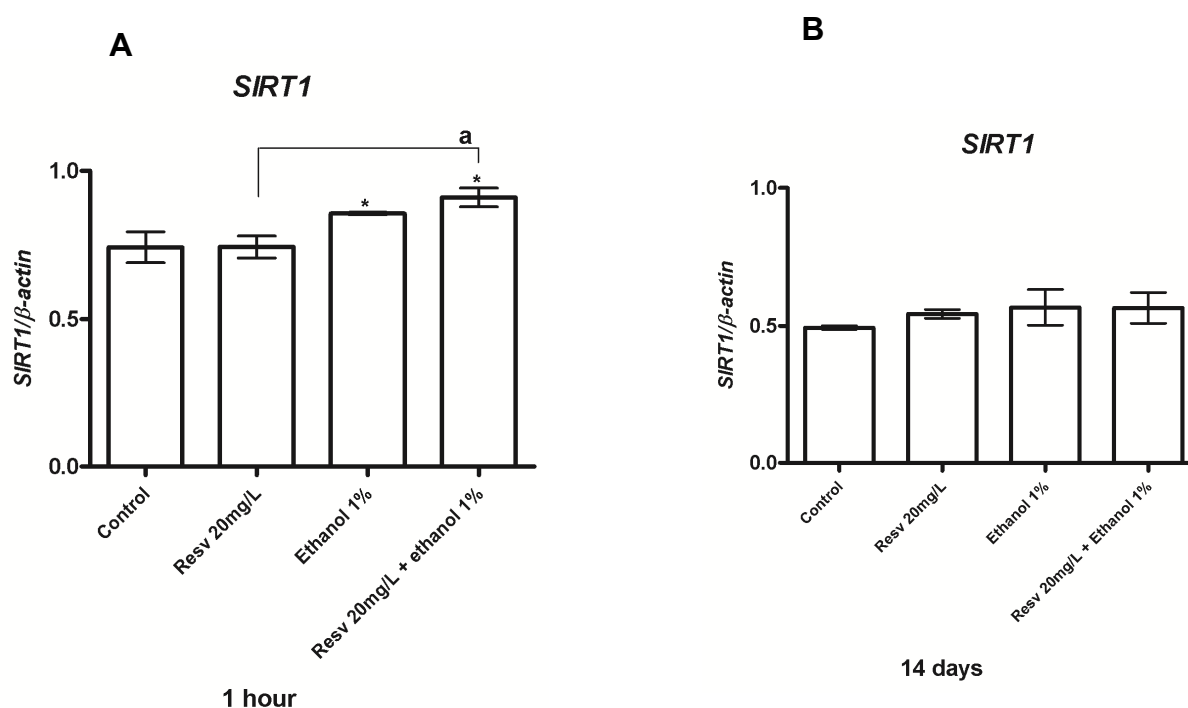 A
SIRT1
a
1.0
*
*
0.5
0.0
SIRT1/β-actin
Control
Resv 20mg/L
Ethanol 1%
Resv 20mg/L + ethanol 1%
1 hour
B
SIRT1
1.0
0.5
0.0
SIRT1/β-actin
Control
Resv 20mg/L
Ethanol 1%
Resv 20mg/L + Ethanol 1%
14 days